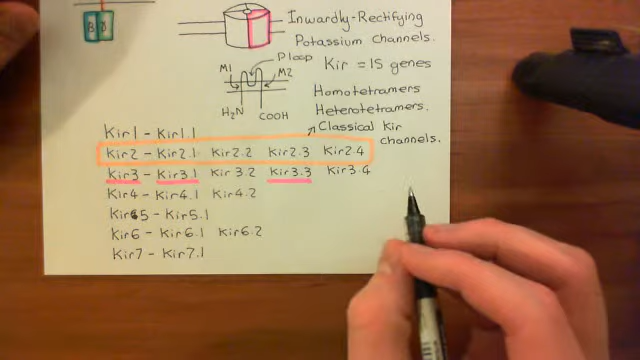 β γ
Inwardly-Rectifying
Potassium Channels.
P loop
M1 M2
Kir = 15 genes
H2N COOH
Homotetramers
Heterotetramers.
Classical Kir
channels.
Kir1 - Kir1.1
Kir2 - Kir2.1 Kir2.2 Kir2.3 Kir2.4
Kir3 - Kir3.1 Kir3.2 Kir3.3 Kir3.4
Kir4 - Kir4.1 Kir4.2
Kir5 - Kir5.1
Kir6 - Kir6.1 Kir6.2
Kir7 - Kir7.1